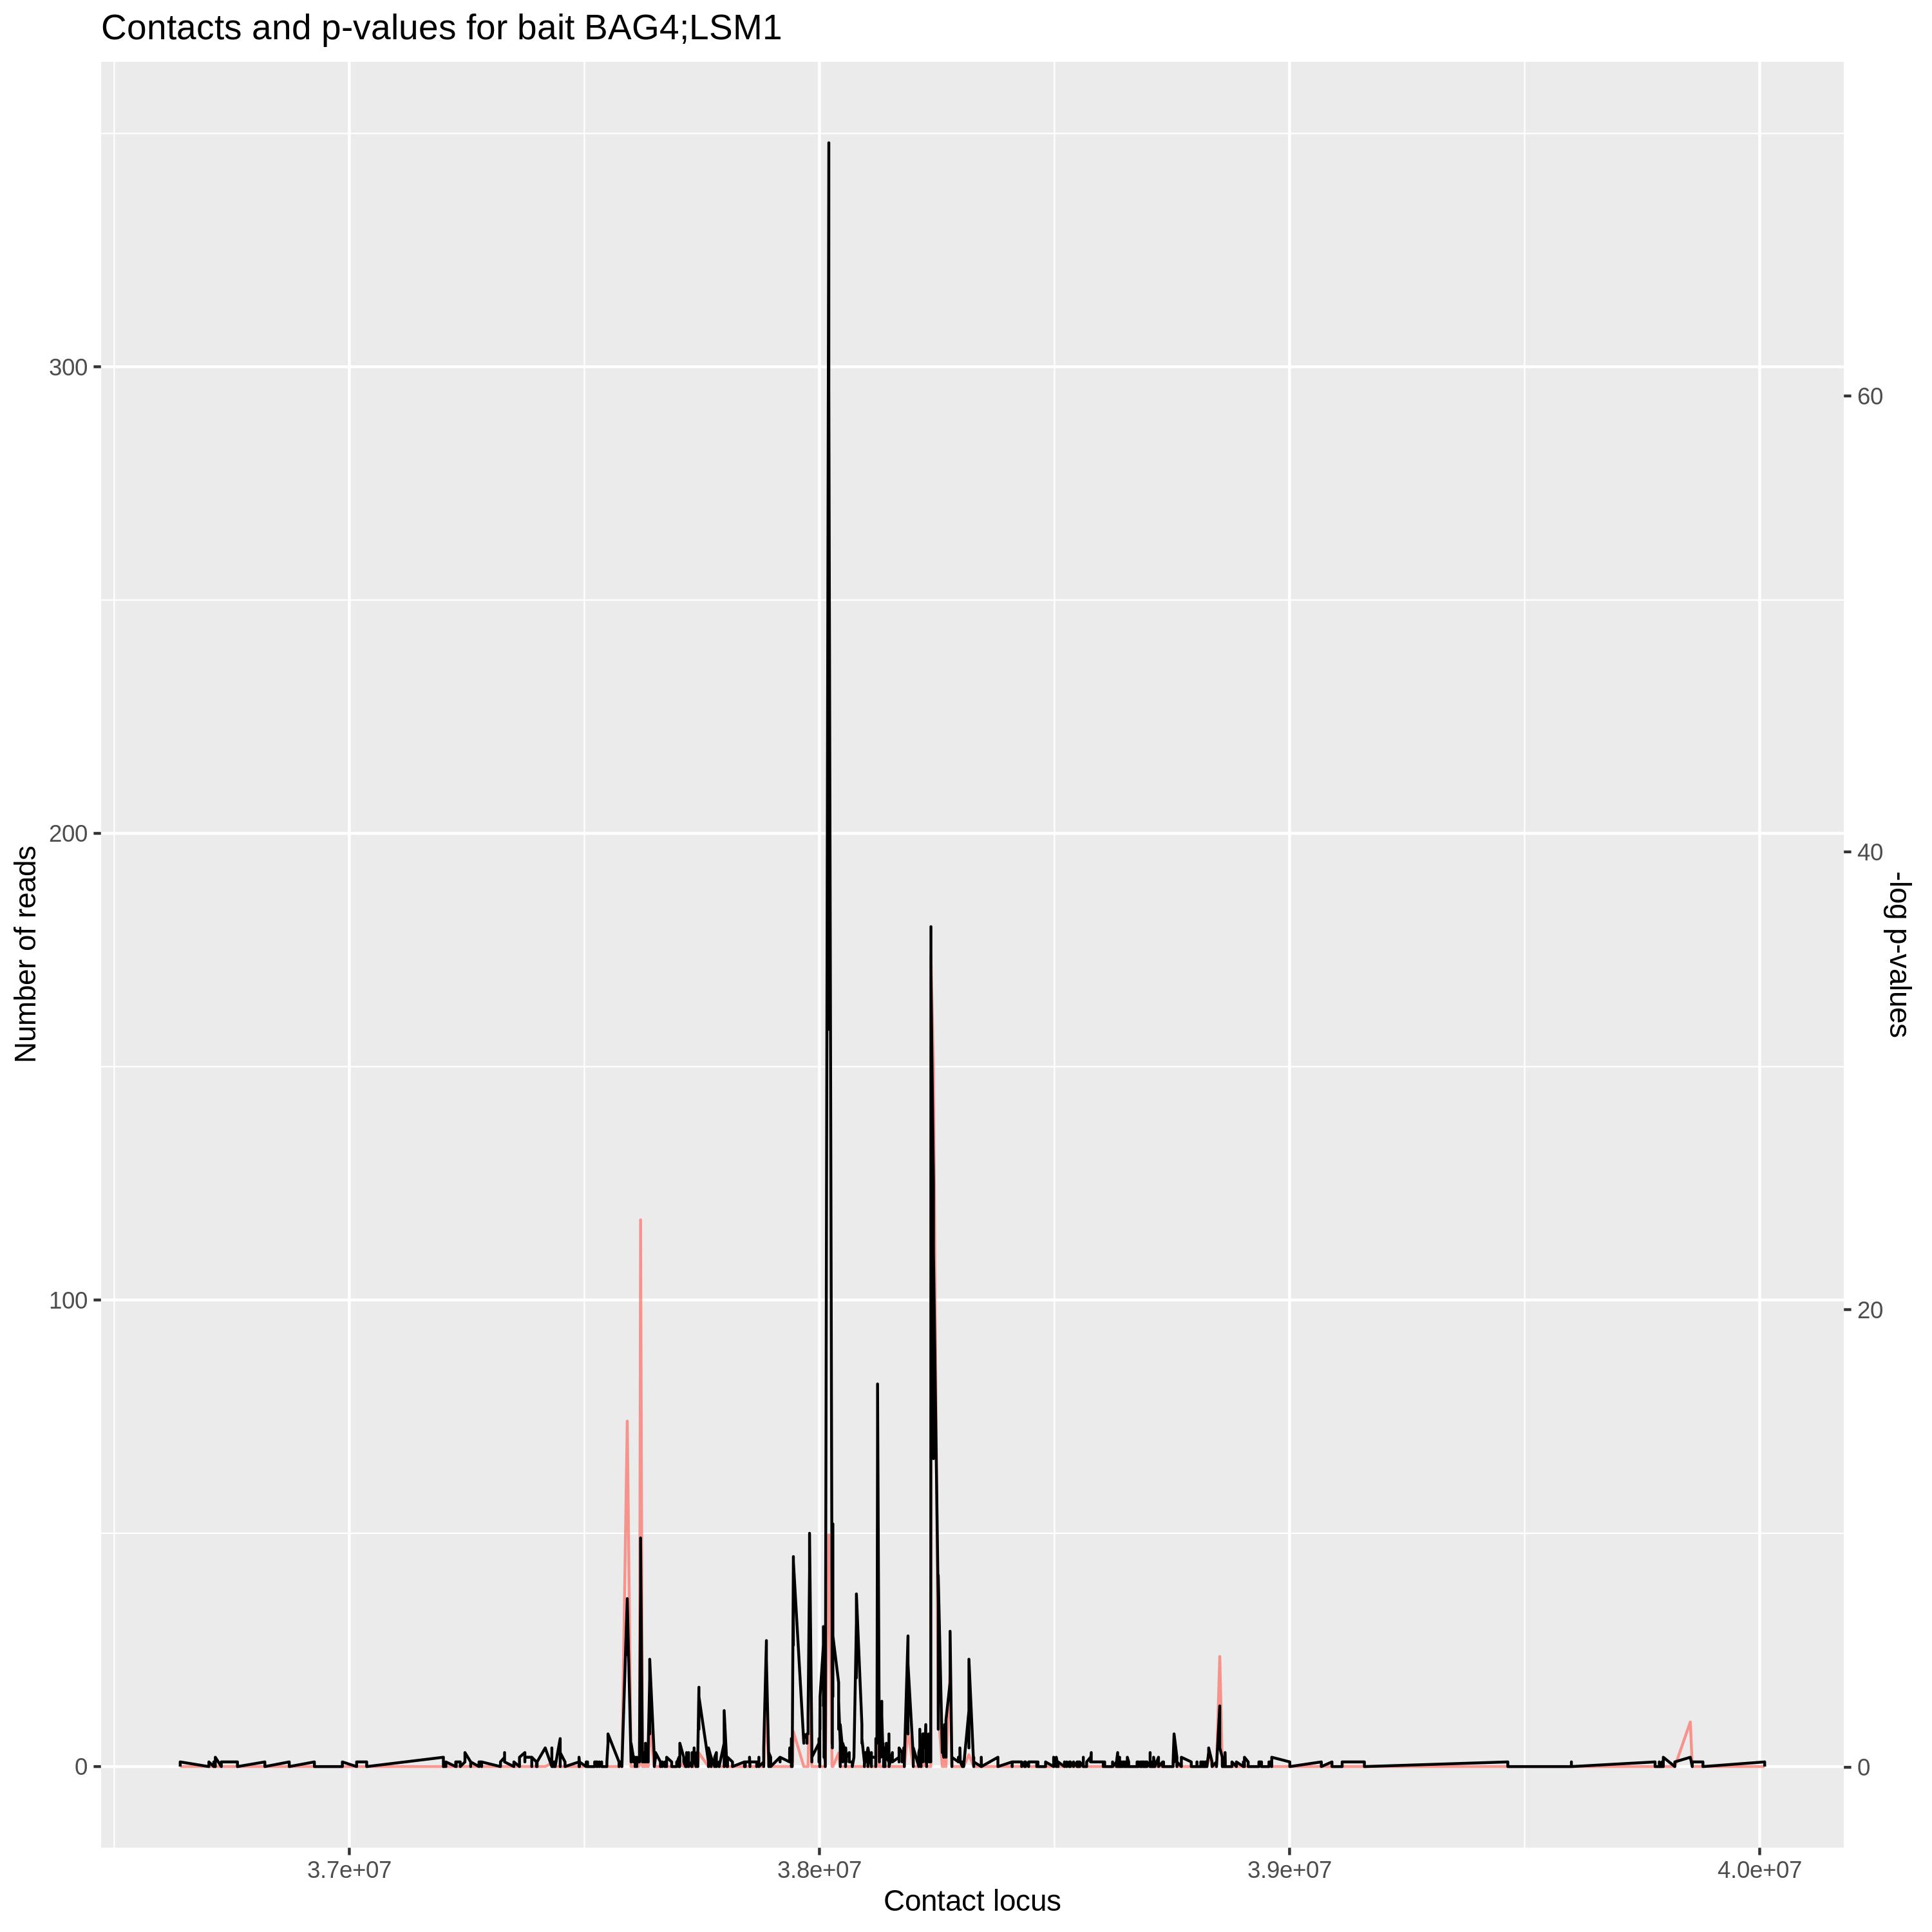 Contacts and p-values for bait BAG4;LSM1
Number of reads
300
200
100
0
60
40
20
0
-log p-values
3.7e+07
3.8e+07
3.9e+07
4.0e+07
Contact locus